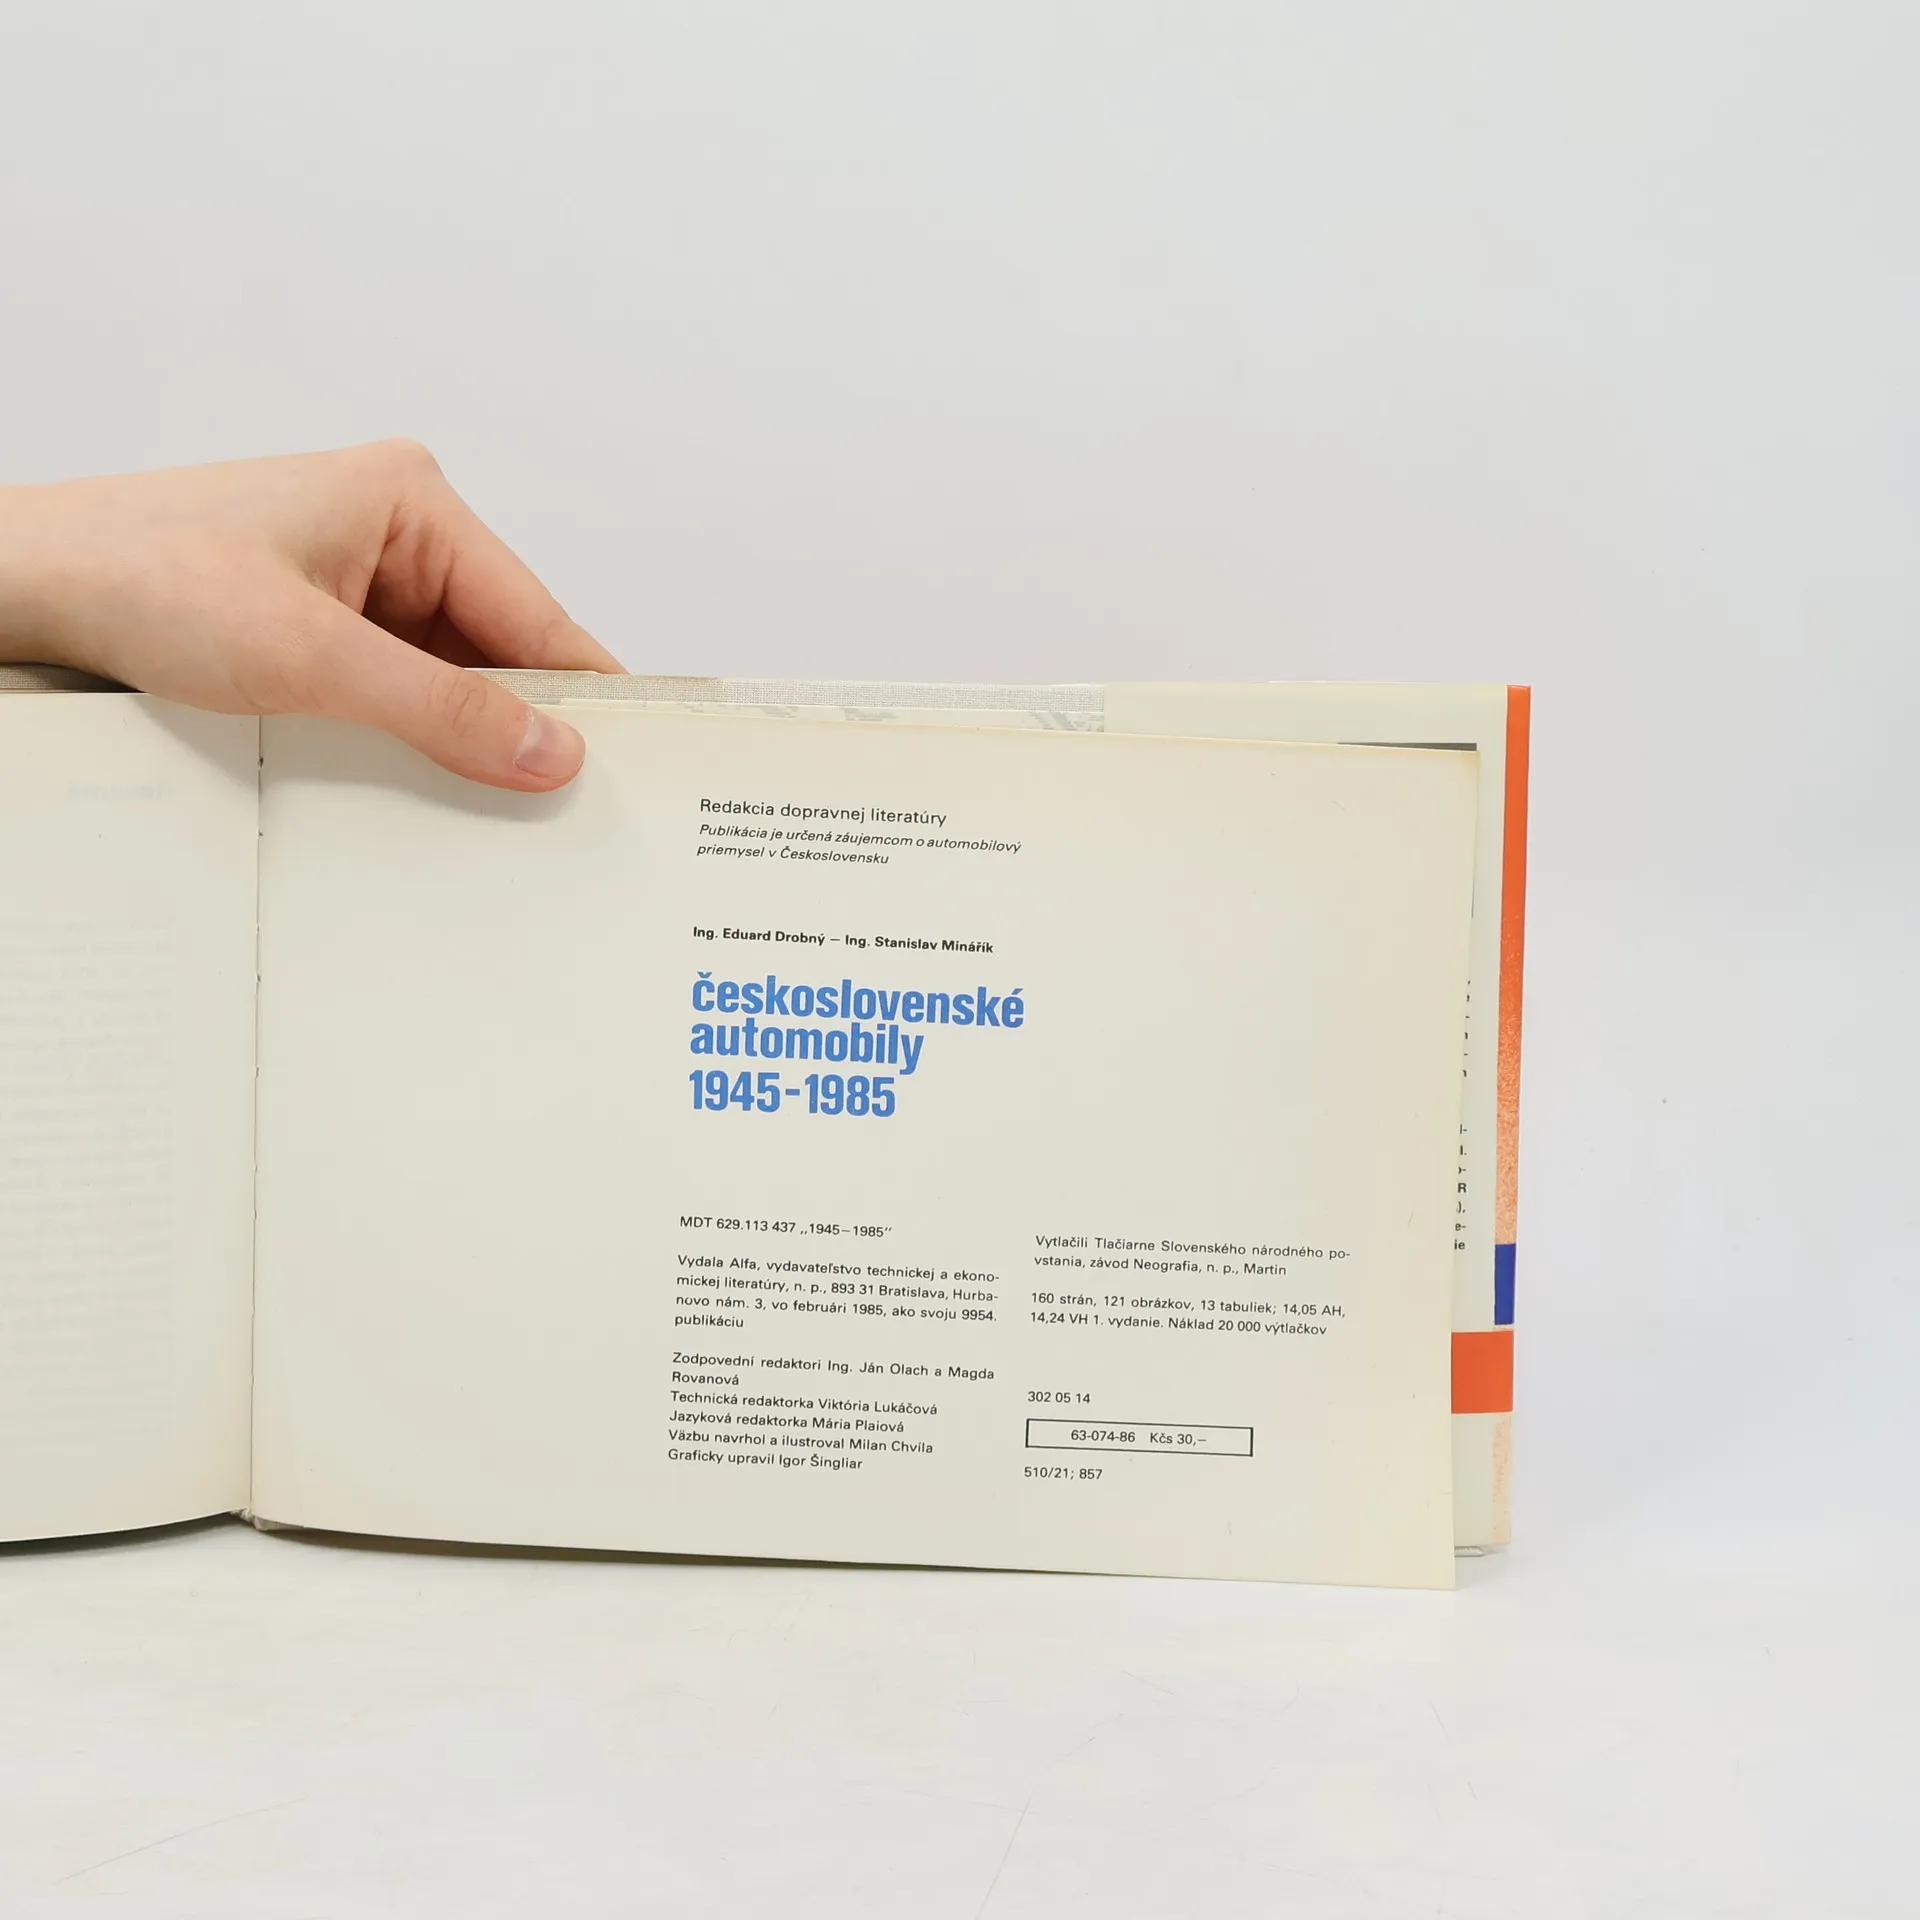 Redakcia dopravnej literatúry
Publikácia je určená záujemcom o automobilový
priemysel v Československu
Ing. Eduard Drobný – Ing. Stanislav Minářík
československé
automobily
1945-1985
MDT 629.113 437 ,,1945–1985‘‘
Vydala Alfa, vydavateľstvo technickej a ekono-
mickej literatúry, n. p., 893 31 Bratislava, Hurba-
novo nám. 3, vo februári 1985, ako svoju 9954.
publikáciu
Zodpovední redaktori Ing. Ján Olach a Magda
Rovanová
Technická redaktorka Viktória Lukáčová
Jazyková redaktorka Mária Plaiová
Väzbu navrhol a ilustroval Milan Chvíla
Graficky upravil Igor Šingliar
Vytlačili Tlačiarne Slovenského národného po-
vstania, závod Neografia, n. p., Martin
160 strán, 121 obrázkov, 13 tabuliek; 14,05 AH,
14,24 VH 1. vydanie. Náklad 20 000 výtlačkov
302 05 14
63-074-86 Kčs 30,–
510/21; 857